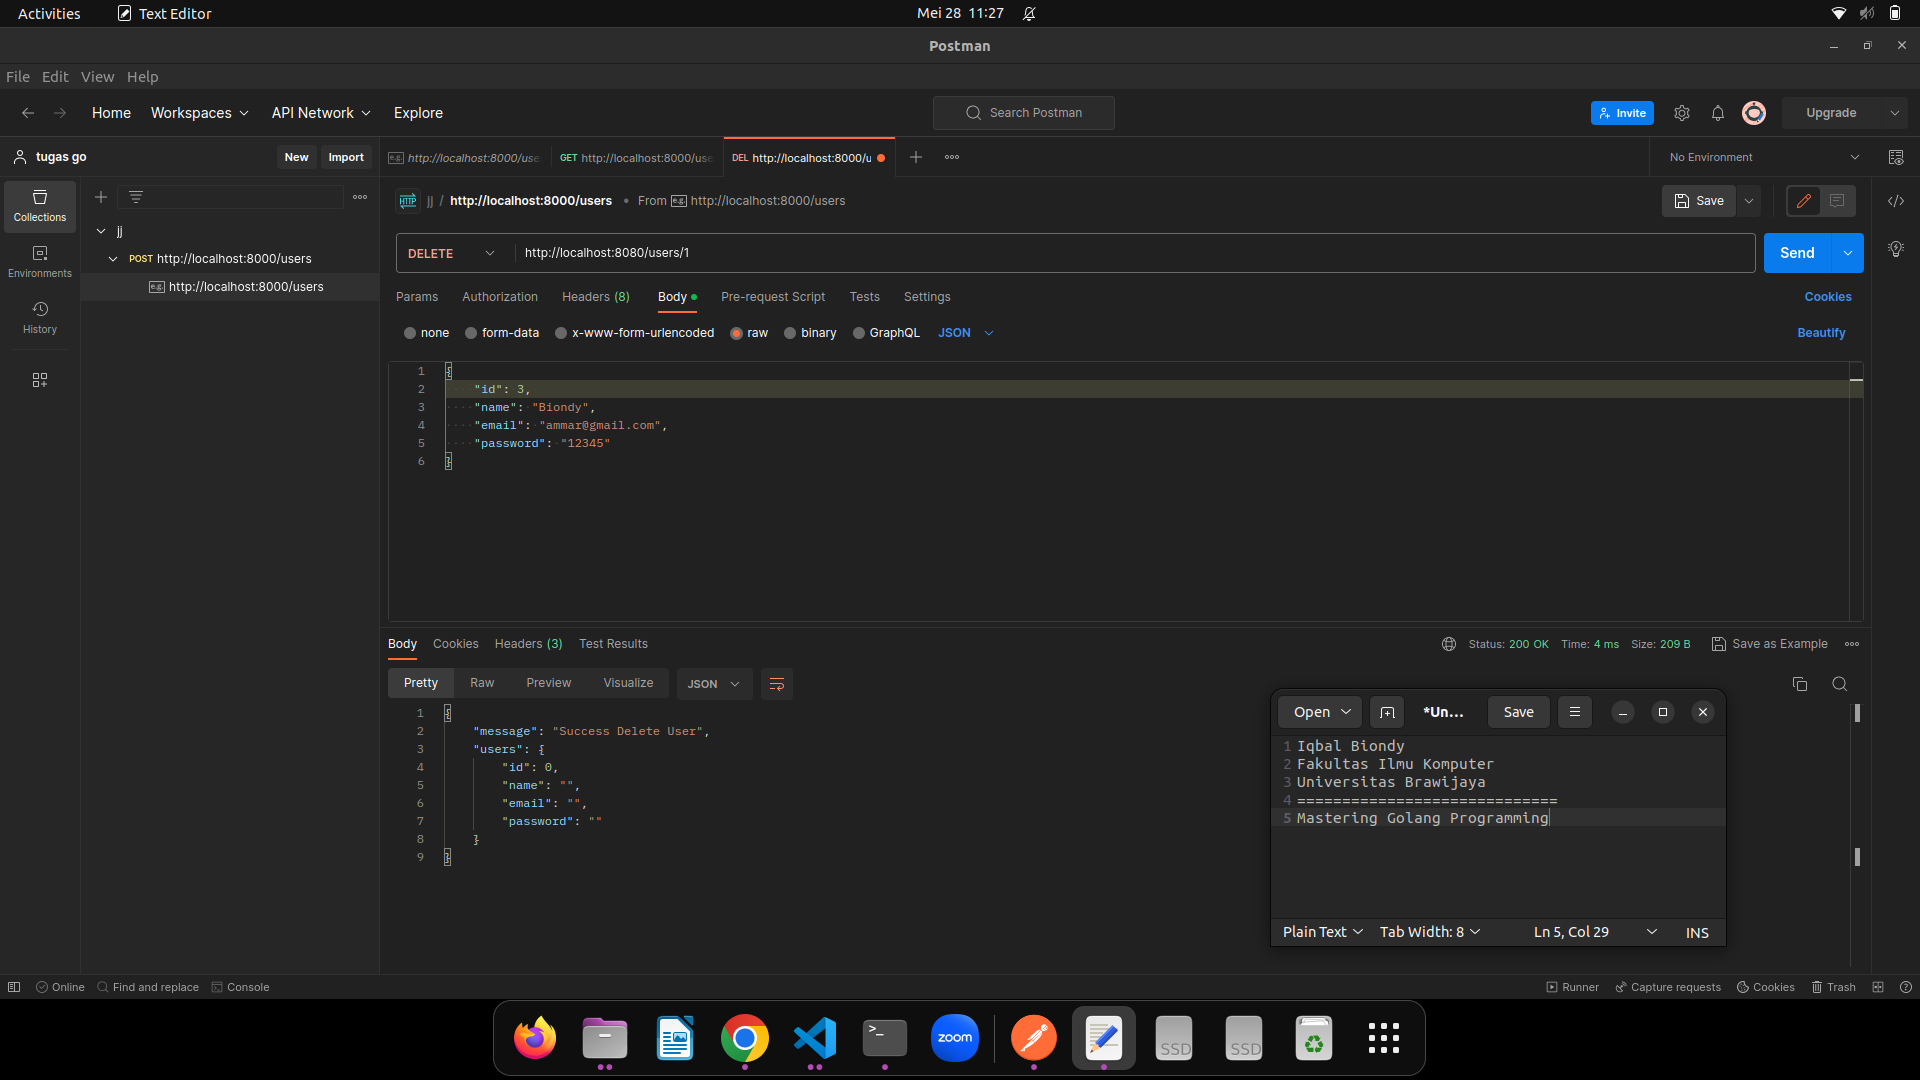 Activities Text Editor Mei 28 11:27
Postman
File Edit View Help
Home Workspaces API Network Explore Search Postman Invite Upgrade
tugas go New Import
e.g. http://localhost:8000/use GET http://localhost:8000/use DEL http://localhost:8000/u No Environment
Collections
Environments
History
jj
POST http://localhost:8000/users
e.g. http://localhost:8000/users
HTTP jj / http://localhost:8000/users From e.g. http://localhost:8000/users Save
DELETE http://localhost:8080/users/1 Send
Params Authorization Headers (8) Body Pre-request Script Tests Settings Cookies
none form-data x-www-form-urlencoded raw binary GraphQL JSON Beautify
1 {
2 "id": 3,
3 "name": "Biondy",
4 "email": "ammar@gmail.com",
5 "password": "12345"
6 }
Body Cookies Headers (3) Test Results Status: 200 OK Time: 4 ms Size: 209 B Save as Example
Pretty Raw Preview Visualize JSON
1 {
2 "message": "Success Delete User",
3 "users": {
4 "id": 0,
5 "name": "",
6 "email": "",
7 "password": ""
8 }
9 }
Open *Un... Save
1 Iqbal Biondy
2 Fakultas Ilmu Komputer
3 Universitas Brawijaya
4 =============================
5 Mastering Golang Programming
Plain Text Tab Width: 8 Ln 5, Col 29 INS
Online Find and replace Console Runner Capture requests Cookies Trash
zoom SSD SSD